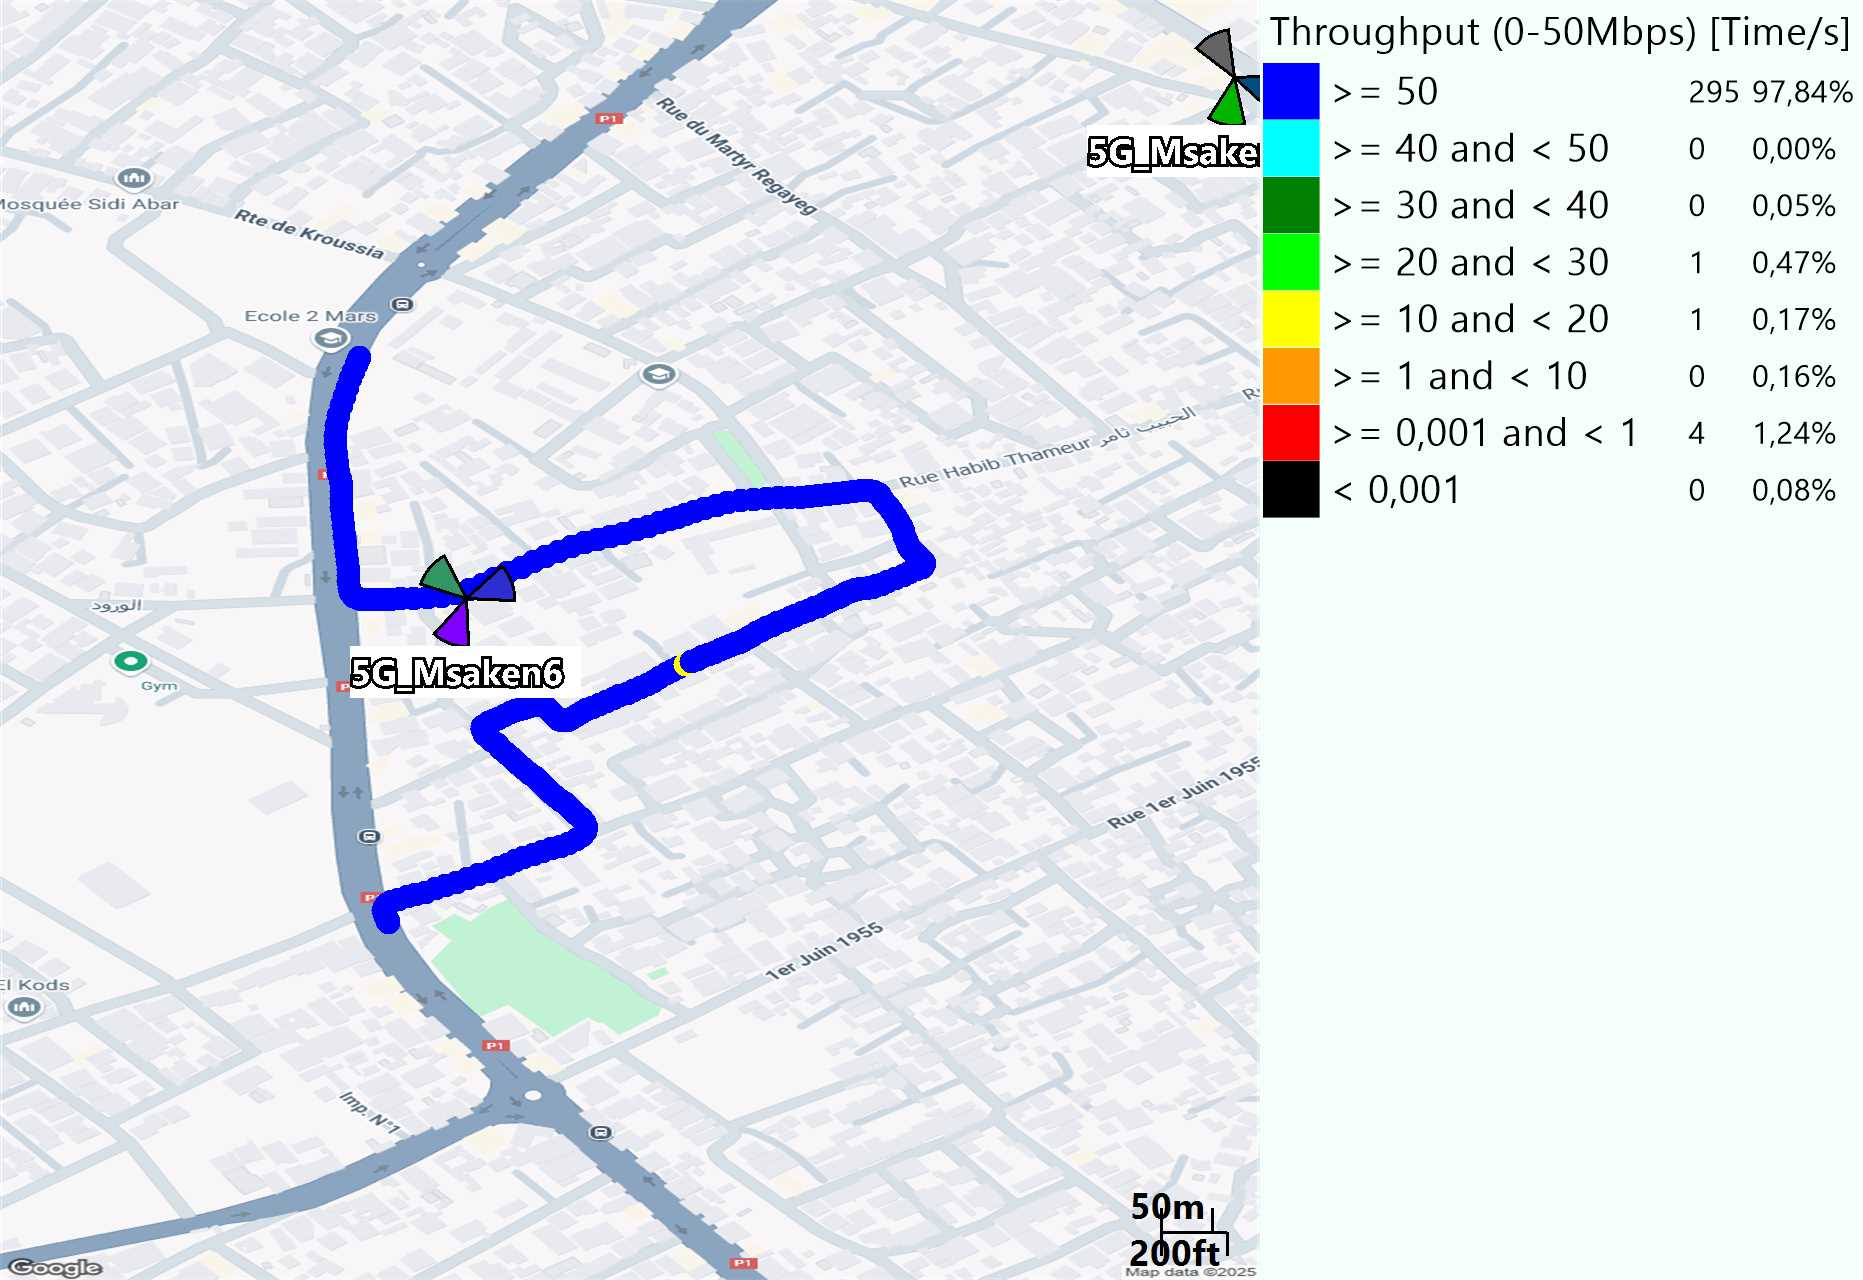 Throughput (0-50Mbps) [Time/s]
>= 50 295 97,84%
>= 40 and < 50 0 0,00%
>= 30 and < 40 0 0,05%
>= 20 and < 30 1 0,47%
>= 10 and < 20 1 0,17%
>= 1 and < 10 0 0,16%
>= 0,001 and < 1 4 1,24%
< 0,001 0 0,08%
P1
Rue du Martyr Regayeg
5G_Msake
Mosquée Sidi Abar
Rte de Kroussia
Ecole 2 Mars
Rue Habib Thameur الحبيب ثامر
الورود
Gym
5G_Msaken6
Rue 1er Juin 1955
1er Juin 1955
El Kods
P1
Imp. N°1
50m
200ft
P1
Google
Map data ©2025